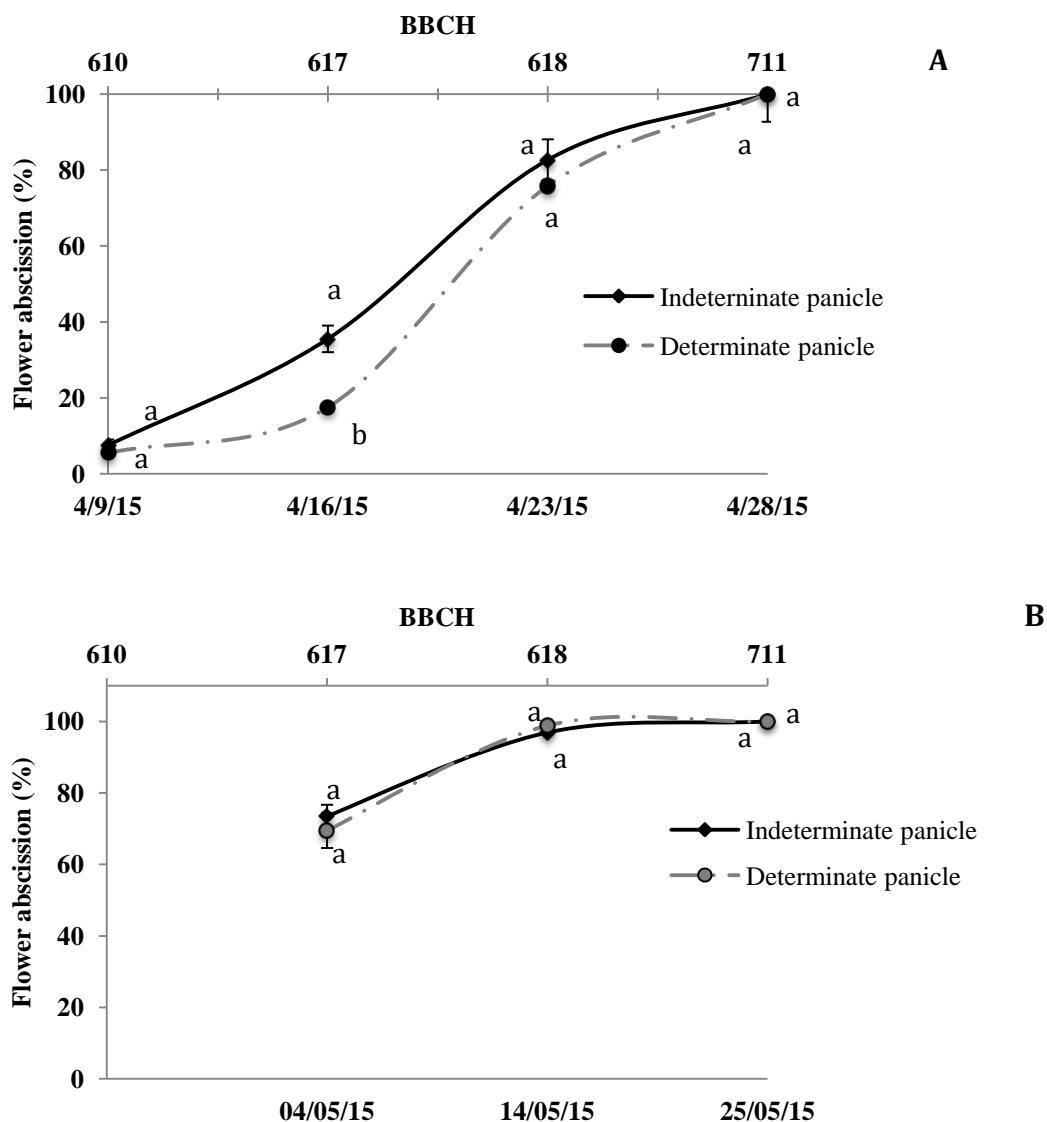 BBCH
610 617 618 711
A
100
80
60
40
20
0
Flower abscission (%)
a
a
a
b
a
a
a
a
Indeterninate panicle
Determinate panicle
4/9/15 4/16/15 4/23/15 4/28/15
BBCH
B
610 617 618 711
100
80
60
40
20
0
Flower abscission (%)
a
a
a
a
a
a
Indeterminate panicle
Determinate panicle
04/05/15 14/05/15 25/05/15